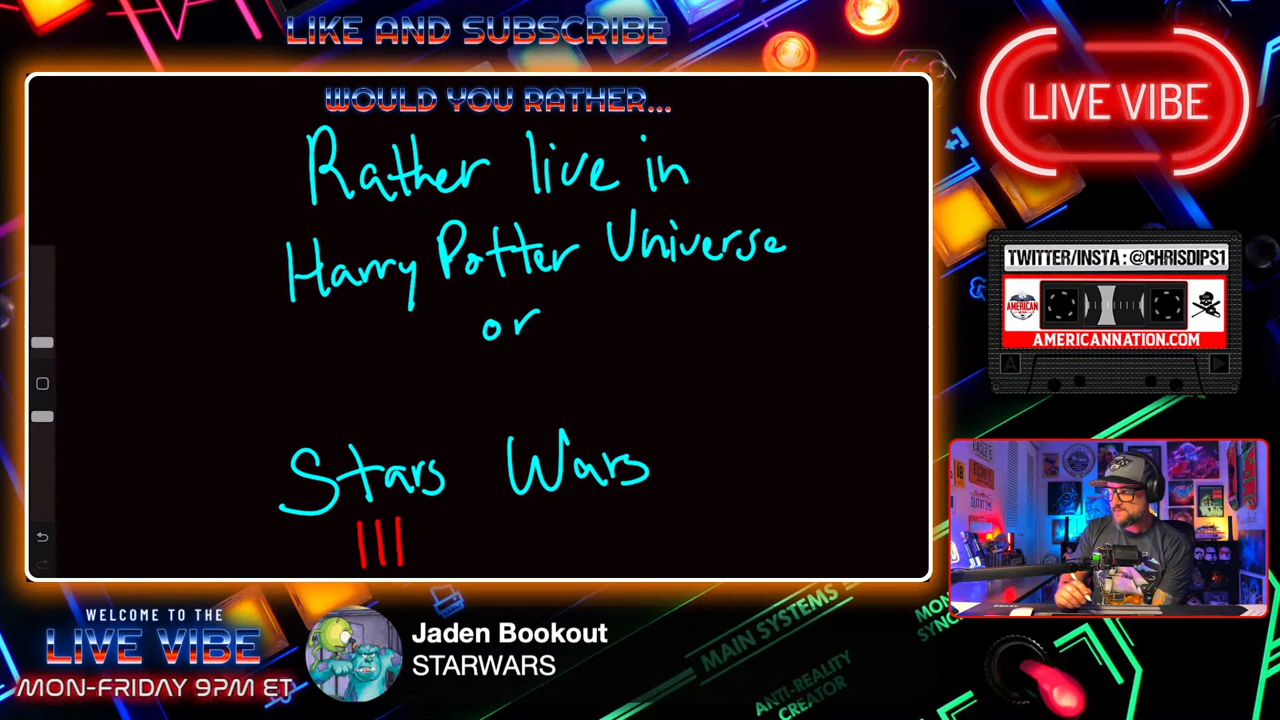 LIKE AND SUBSCRIBE
WOULD YOU RATHER...
Rather live in
Harry Potter Universe
or
Stars Wars
LIVE VIBE
TWITTER/INSTA : @CHRISDIPS1
AMERICAN
AMERICANNATION.COM
A
WELCOME TO THE
LIVE VIBE
MON-FRIDAY 9PM ET
Jaden Bookout
STARWARS
MAIN SYSTEMS
ANTI-REALITY
CREATOR